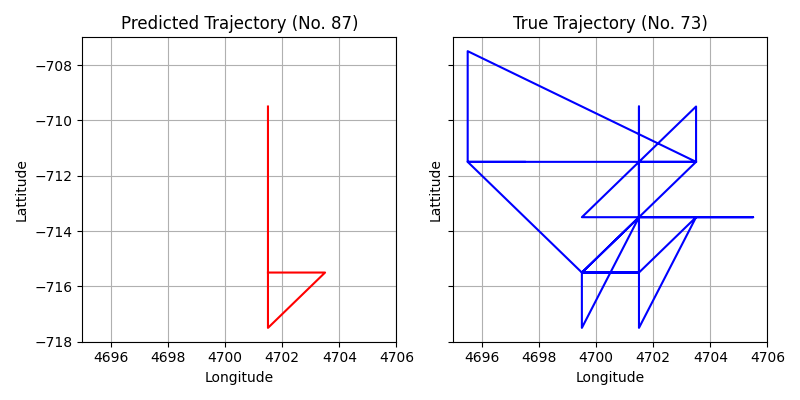 Predicted Trajectory (No. 87)
True Trajectory (No. 73)
−708
−710
−712
−714
−716
−718
4696 4698 4700 4702 4704 4706
4696 4698 4700 4702 4704 4706
Lattitude
Lattitude
Longitude
Longitude